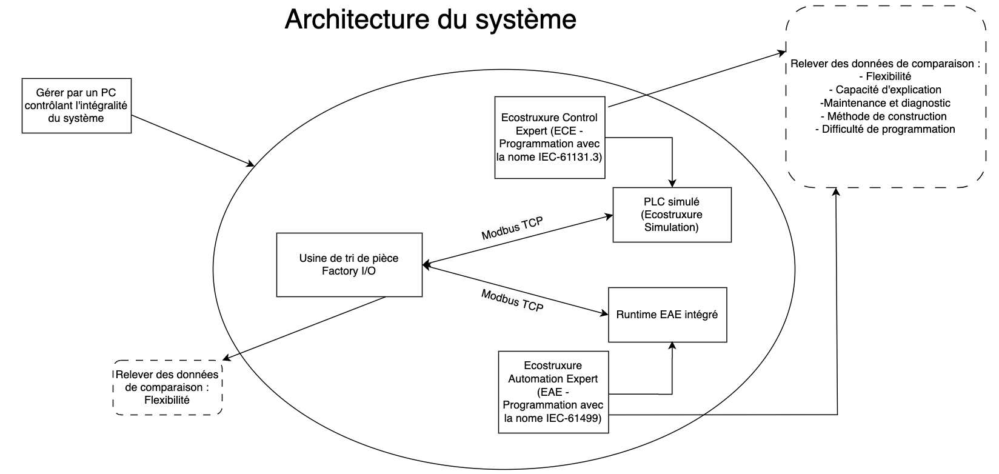 Architecture du système
Gérer par un PC
contrôlant l'intégralité
du système
Relever des données de comparaison :
- Flexibilité
- Capacité d'explication
-Maintenance et diagnostic
- Méthode de construction
- Difficulté de programmation
Ecostruxure Control
Expert (ECE -
Programmation avec
la nome IEC-61131.3)
PLC simulé
(Ecostruxure
Simulation)
Modbus TCP
Usine de tri de pièce
Factory I/O
Modbus TCP
Runtime EAE intégré
Ecostruxure
Automation Expert
(EAE -
Programmation avec
la nome IEC-61499)
Relever des données
de comparaison :
Flexibilité